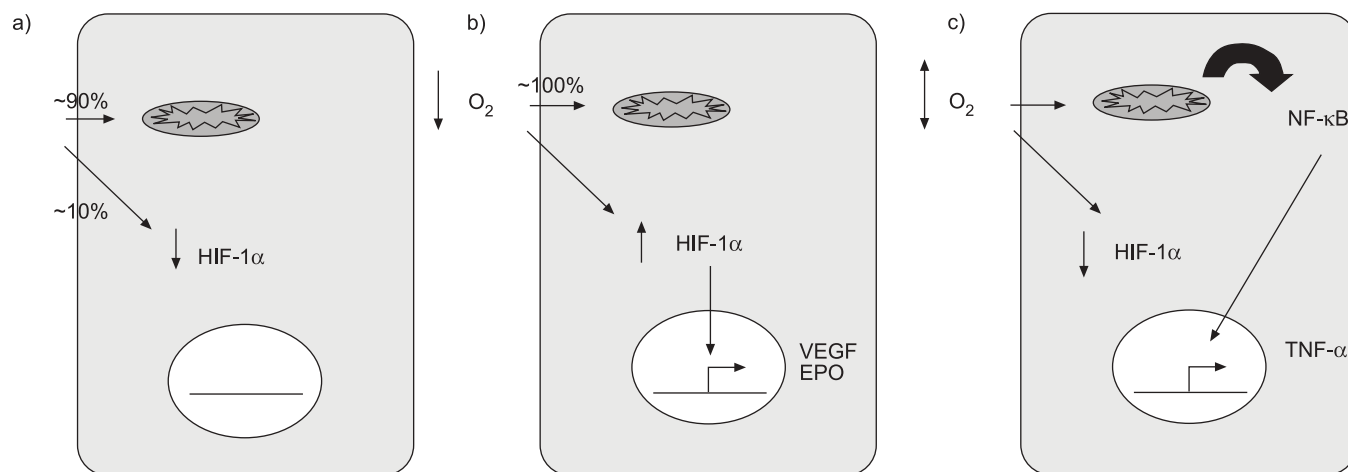 a)
~90%
~10%
HIF-1α
b)
O2
~100%
HIF-1α
VEGF
EPO
c)
O2
NF-κB
HIF-1α
TNF-α